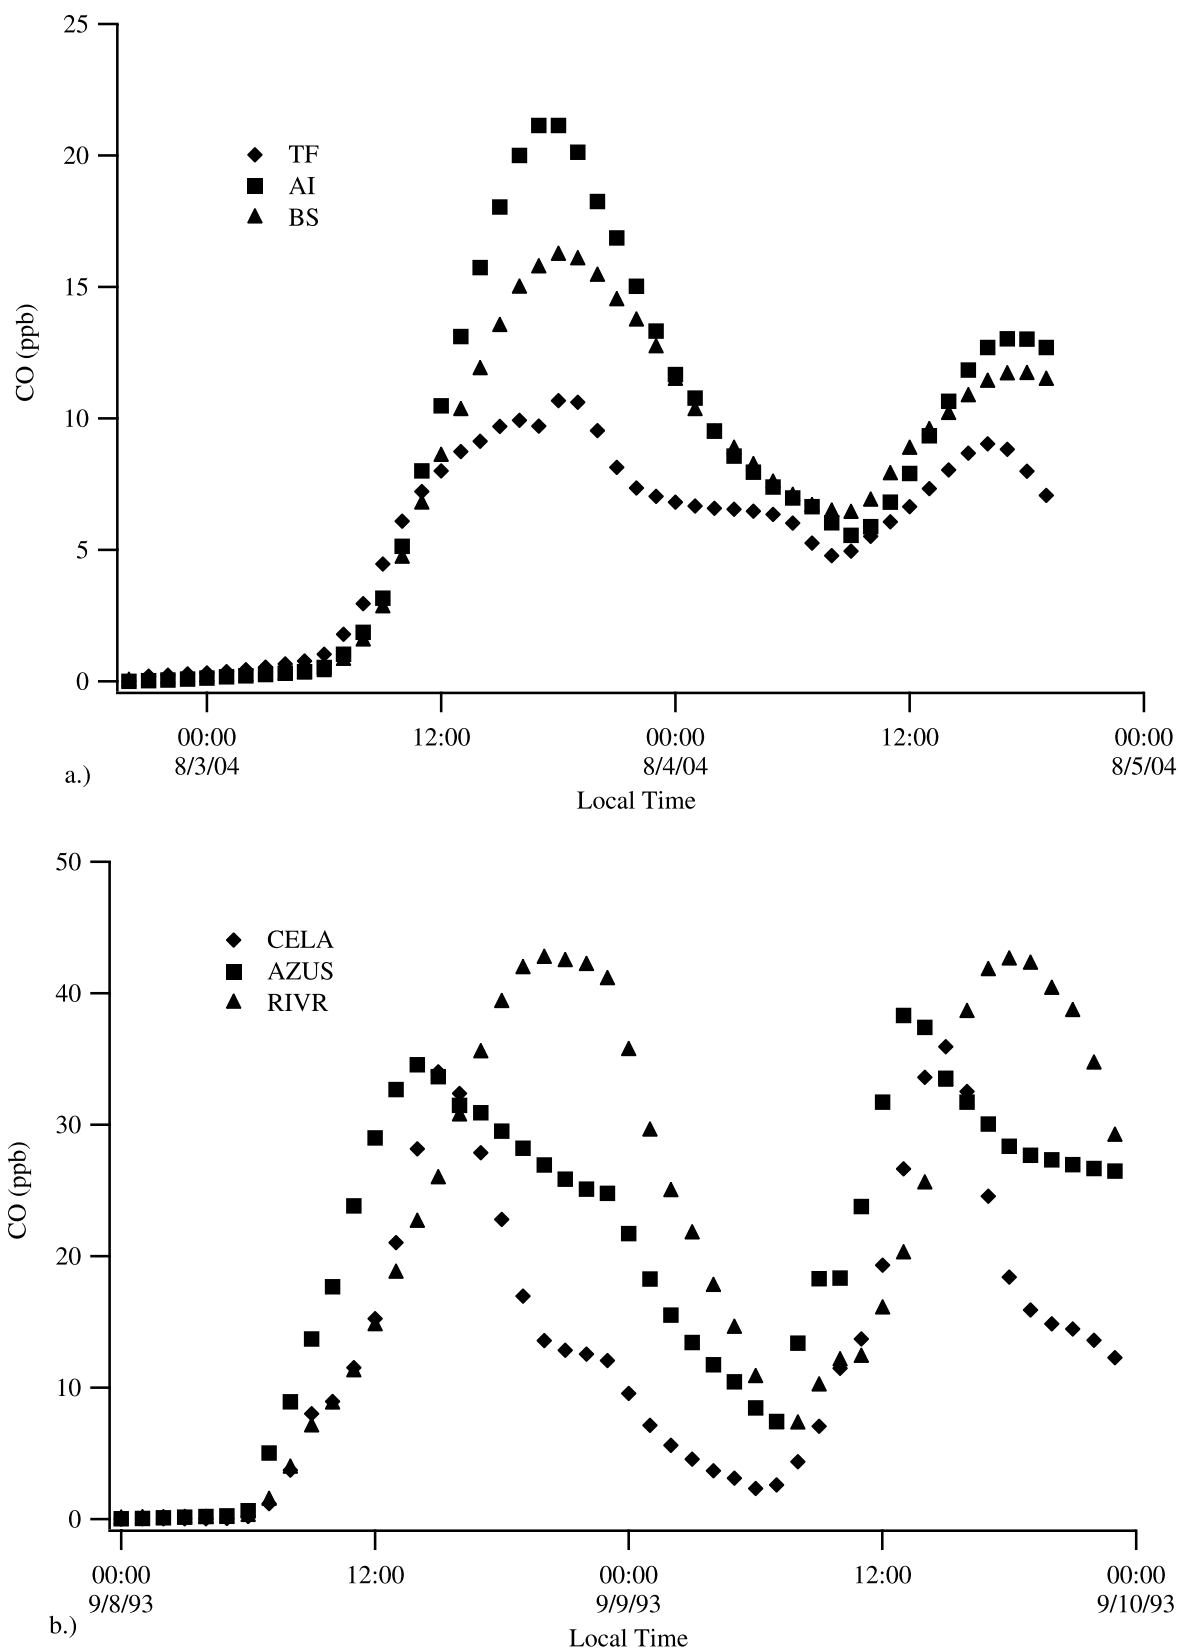 25
20
15
10
5
0
CO (ppb)
TF
AI
BS
00:00 12:00 00:00 12:00 00:00
8/3/04 8/4/04 8/5/04
a.)
Local Time
50
40
30
20
10
0
CO (ppb)
CELA
AZUS
RIVR
00:00 12:00 00:00 12:00 00:00
9/8/93 9/9/93 9/10/93
b.)
Local Time